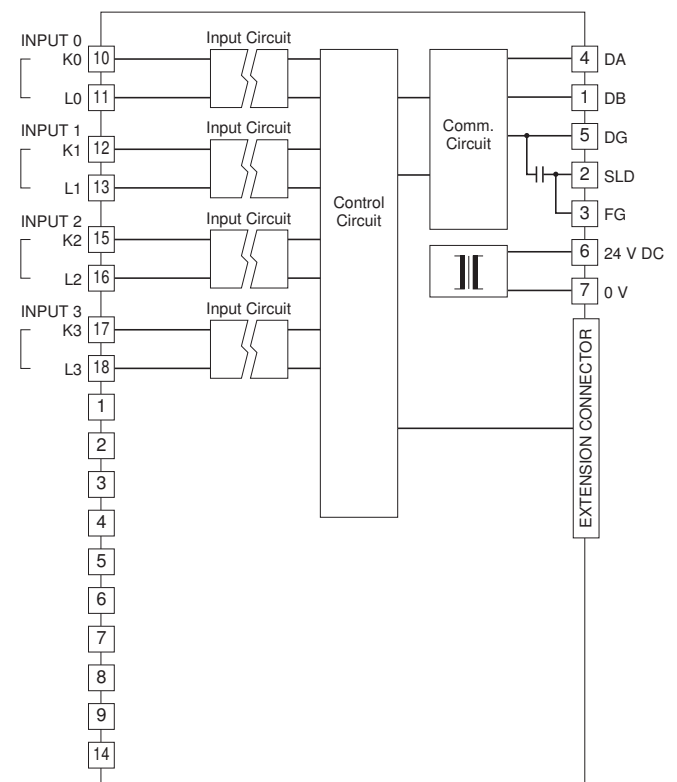 INPUT 0 Input Circuit
K0 10
L0 11
INPUT 1 Input Circuit
K1 12
L1 13
INPUT 2 Input Circuit
K2 15
L2 16
INPUT 3 Input Circuit
K3 17
L3 18
1
2
3
4
5
6
7
8
9
14
Control
Circuit
Comm.
Circuit
4 DA
1 DB
5 DG
2 SLD
3 FG
6 24 V DC
7 0 V
EXTENSION CONNECTOR